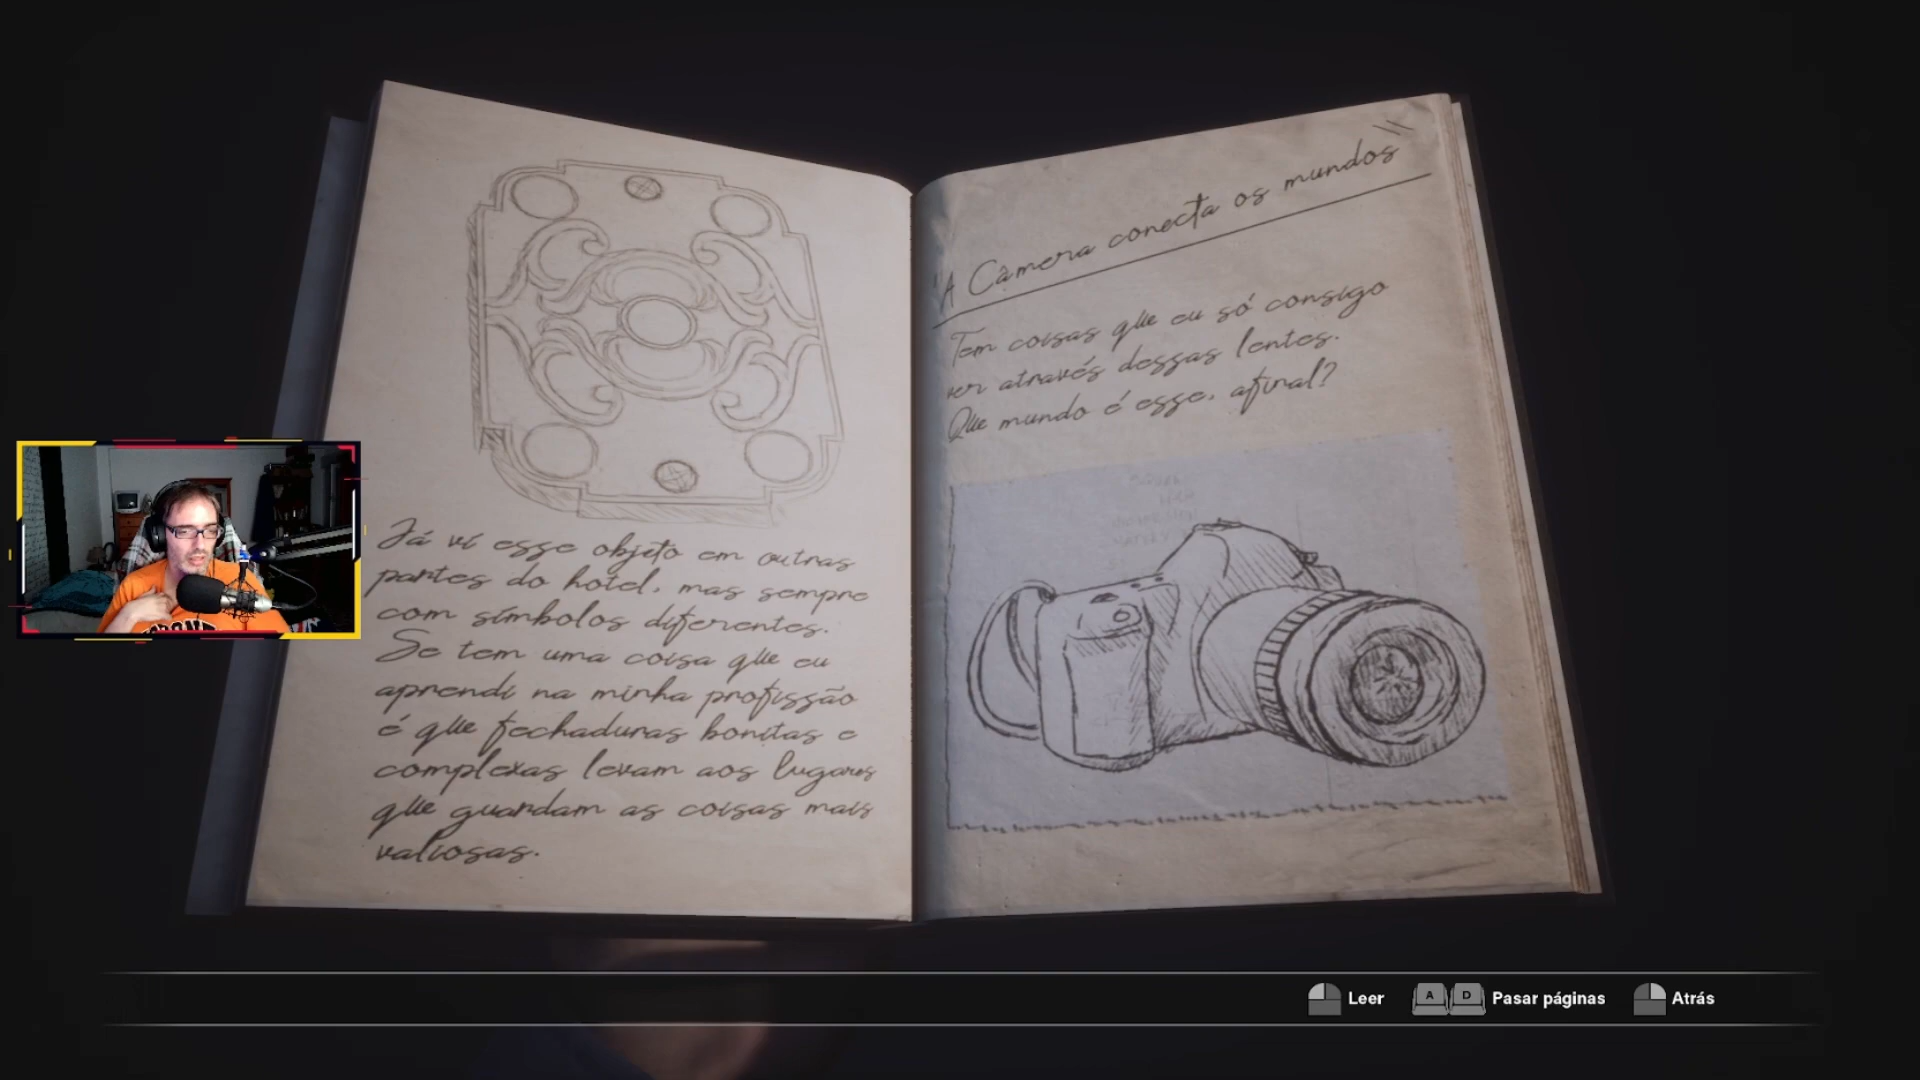 Já vi esse objeto em outras
partes do hotel, mas sempre
com símbolos diferentes.
Se tem uma coisa que eu
aprendi na minha profissão
é que fechaduras bonitas e
complexas levam aos lugares
que guardam as coisas mais
valiosas.
"A Câmera conecta os mundos"
Tem coisas que eu só consigo
ver através dessas lentes.
Que mundo é esse, afinal?
Leer
A D Pasar páginas
Atrás